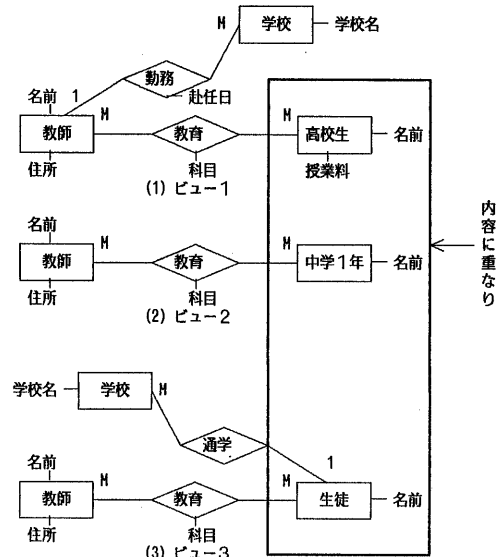 M 学校 学校名
勤務
赴任日
名前 1
教師 M 教育 M 高校生 名前
住所 科目 授業料
(1) ビュー1
名前
教師 M 教育 M 中学1年 名前
住所 科目
(2) ビュー2
内容に重なり
学校名 学校 M
通学
1
名前
教師 M 教育 M 生徒 名前
住所 科目
(3) ビュー3